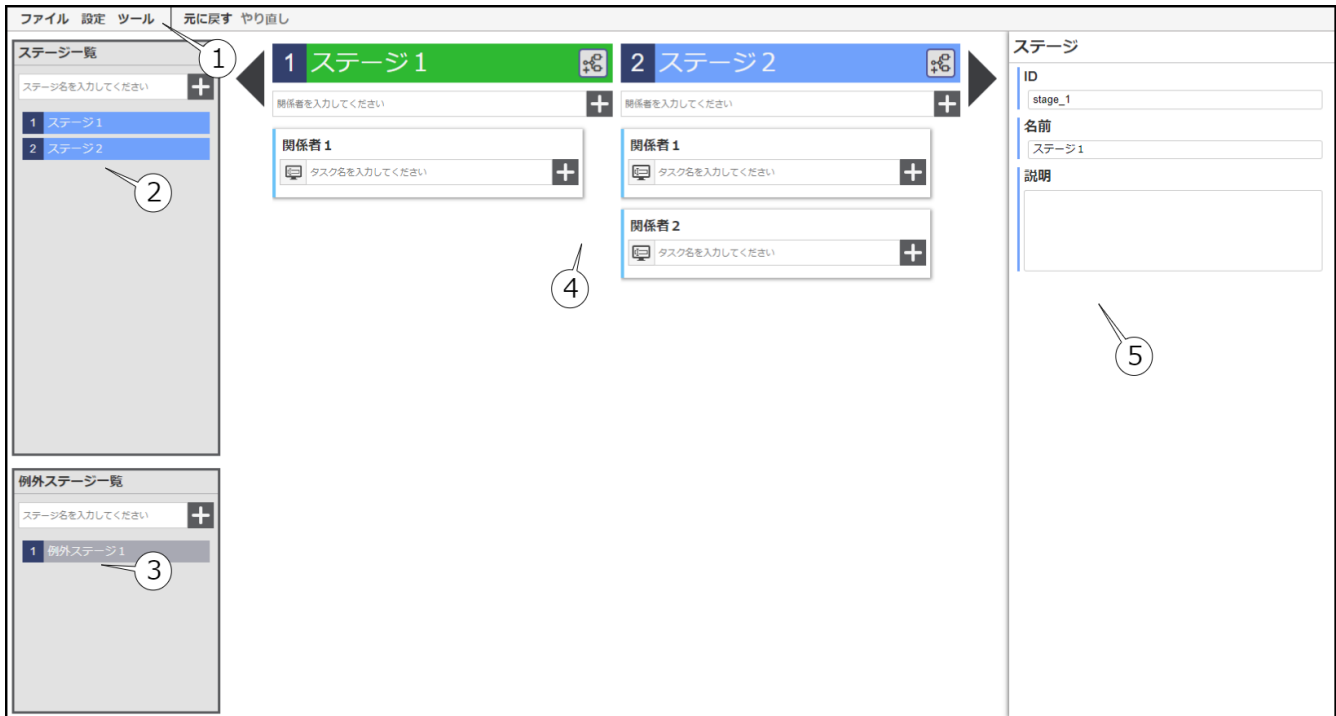 ファイル 設定 ツール 元に戻す やり直し
1
ステージ一覧
ステージ名を入力してください
1 ステージ1
2 ステージ2
2
例外ステージ一覧
ステージ名を入力してください
1 例外ステージ1
3
1 ステージ1
関係者を入力してください
関係者1
タスク名を入力してください
2 ステージ2
関係者を入力してください
関係者1
タスク名を入力してください
関係者2
タスク名を入力してください
4
ステージ
ID
stage_1
名前
ステージ1
説明
5